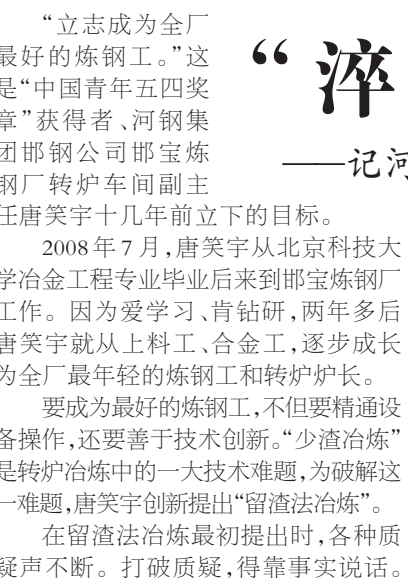 “立志成为全厂
最好的炼钢工。”这
是“中国青年五四奖
章”获得者、河钢集
团邯钢公司邯宝炼
钢厂转炉车间副主
任唐笑宇十几年前立下的目标。
“淬
——记河
2008年7月,唐笑宇从北京科技大
学冶金工程专业毕业后来到邯宝炼钢厂
工作。因为爱学习、肯钻研,两年多后
唐笑宇就从上料工、合金工,逐步成长
为全厂最年轻的炼钢工和转炉炉长。
要成为最好的炼钢工,不但要精通设
备操作,还要善于技术创新。“少渣冶炼”
是转炉冶炼中的一大技术难题,为破解这
一难题,唐笑宇创新提出“留渣法冶炼”。
在留渣法冶炼最初提出时,各种质
疑声不断。打破质疑,得靠事实说话。